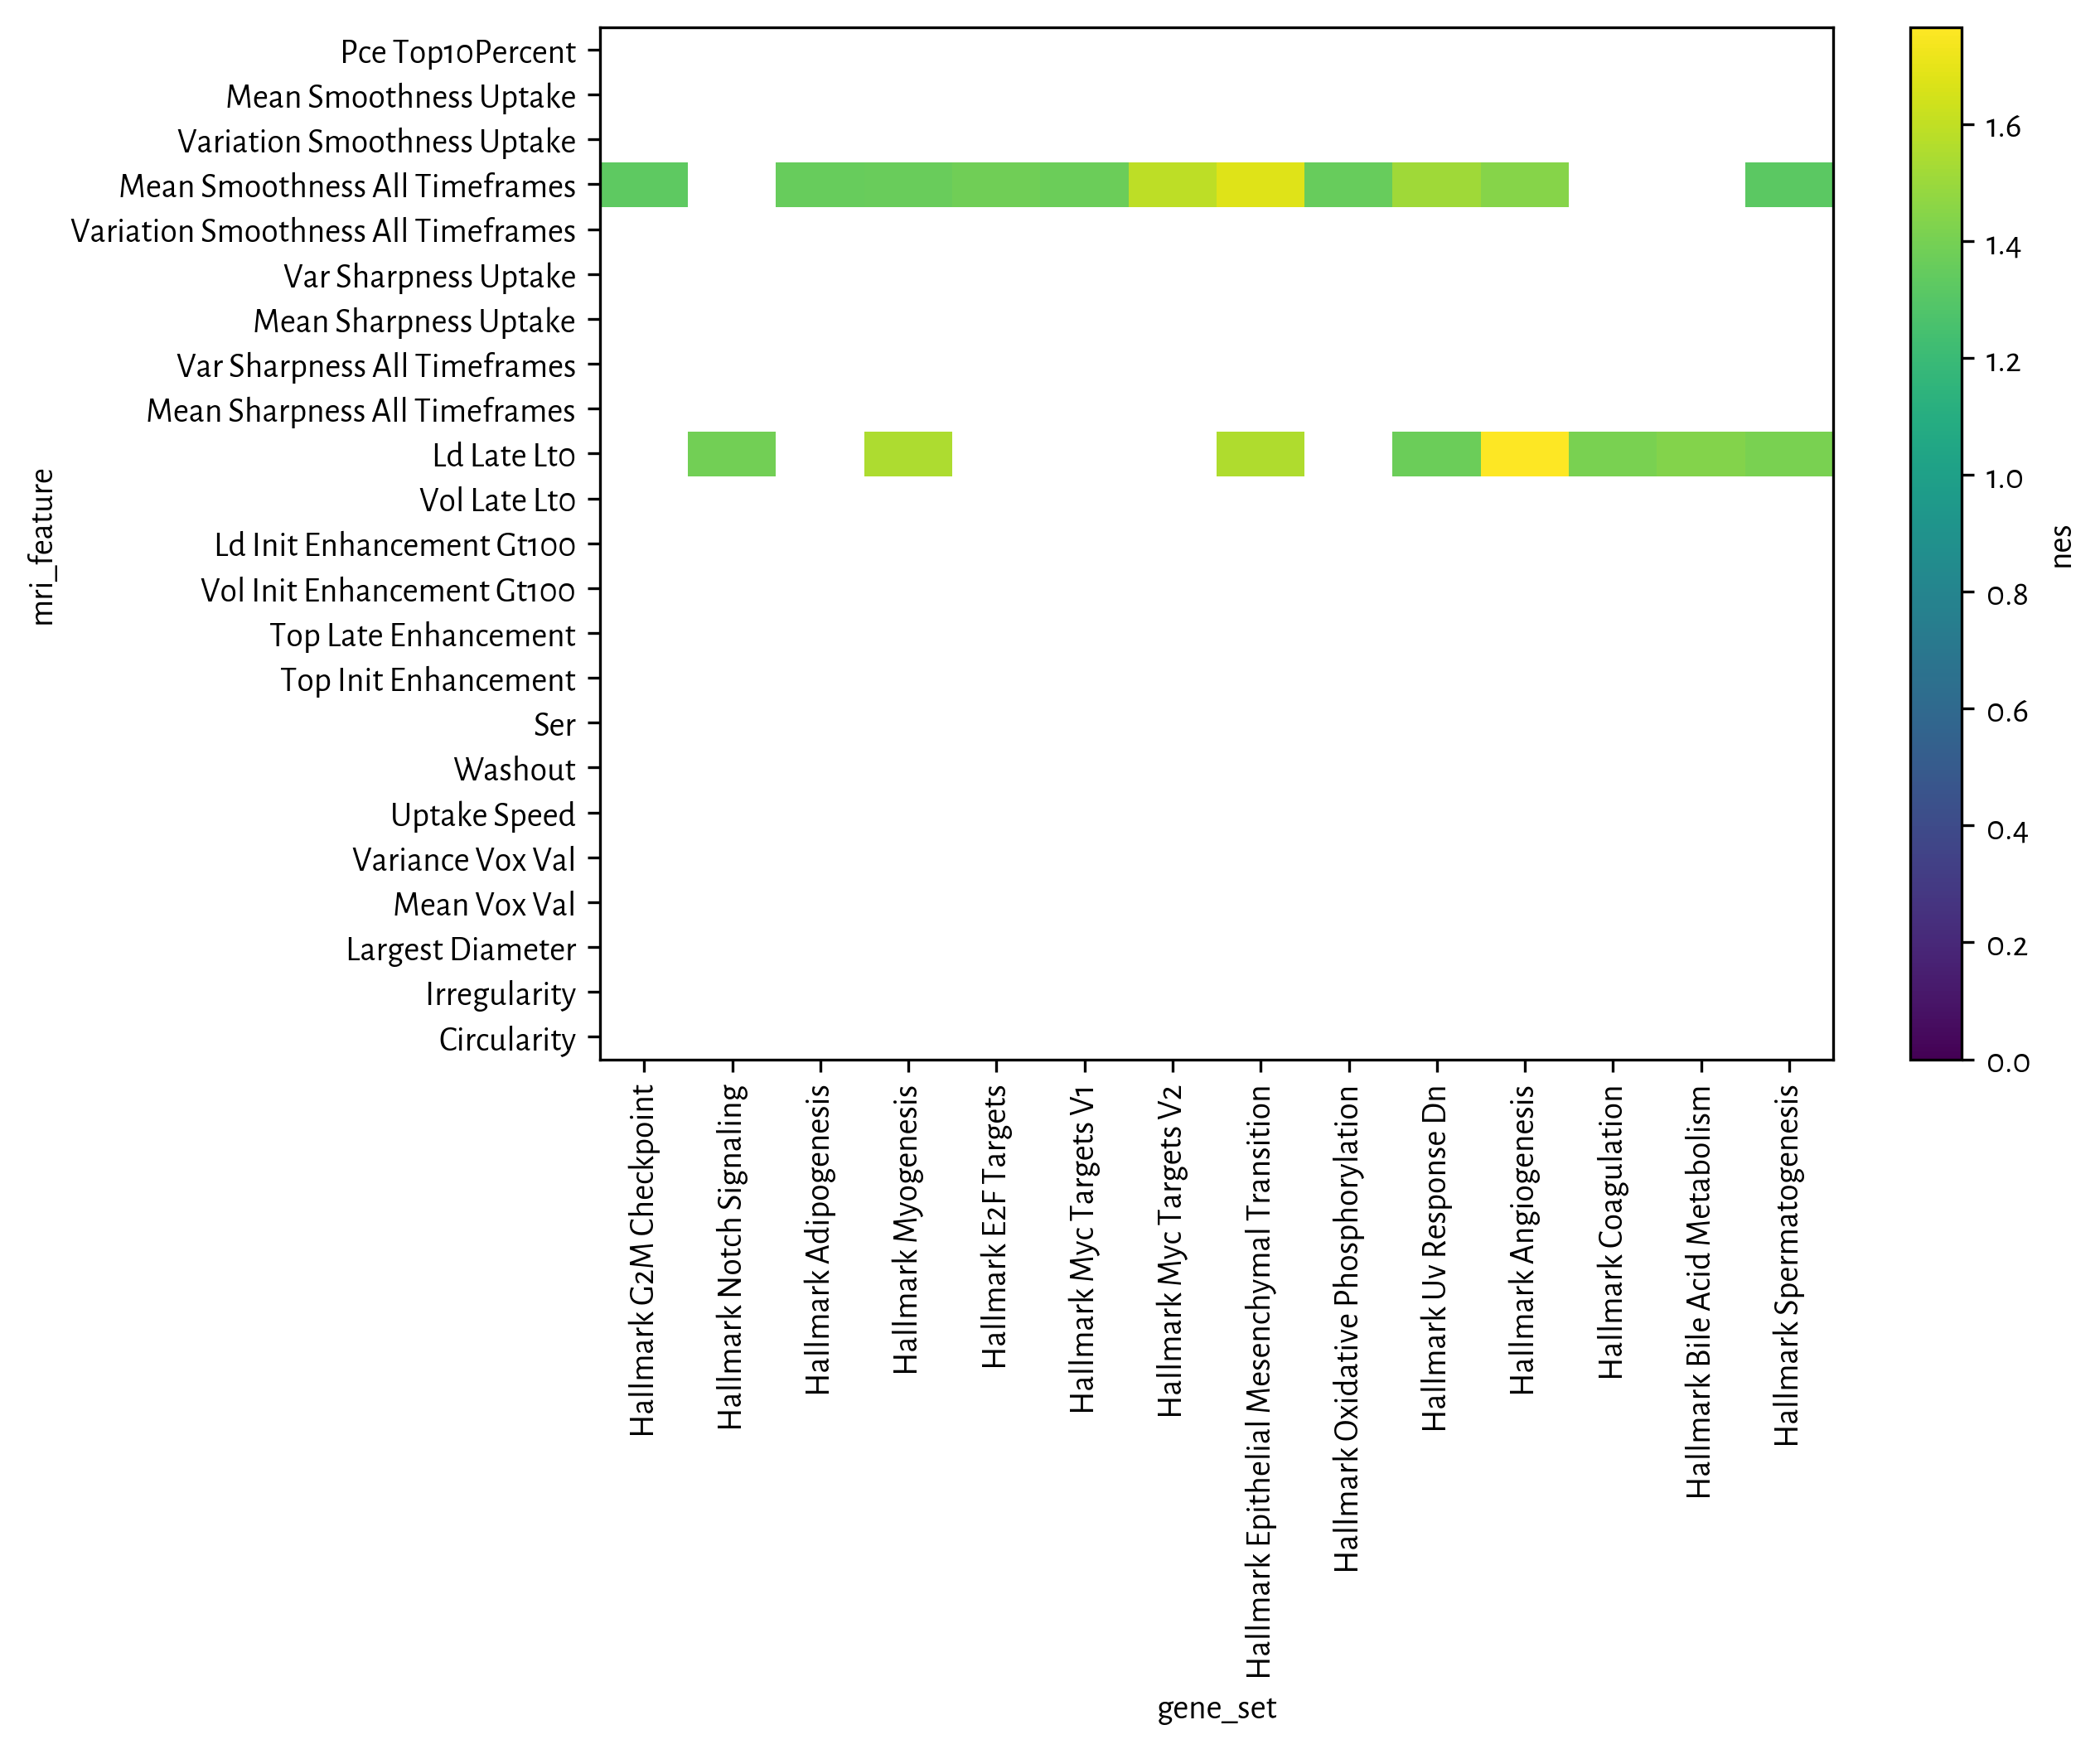 Pce Top10Percent
Mean Smoothness Uptake
Variation Smoothness Uptake
Mean Smoothness All Timeframes
Variation Smoothness All Timeframes
Var Sharpness Uptake
Mean Sharpness Uptake
Var Sharpness All Timeframes
Mean Sharpness All Timeframes
Ld Late Lt0
Vol Late Lt0
Ld Init Enhancement Gt100
Vol Init Enhancement Gt100
Top Late Enhancement
Top Init Enhancement
Ser
Washout
Uptake Speed
Variance Vox Val
Mean Vox Val
Largest Diameter
Irregularity
Circularity
mri_feature
Hallmark G2M Checkpoint
Hallmark Notch Signaling
Hallmark Adipogenesis
Hallmark Myogenesis
Hallmark E2F Targets
Hallmark Myc Targets V1
Hallmark Myc Targets V2
Hallmark Epithelial Mesenchymal Transition
Hallmark Oxidative Phosphorylation
Hallmark Uv Response Dn
Hallmark Angiogenesis
Hallmark Coagulation
Hallmark Bile Acid Metabolism
Hallmark Spermatogenesis
gene_set
1.6
1.4
1.2
1.0
0.8
0.6
0.4
0.2
0.0
nes